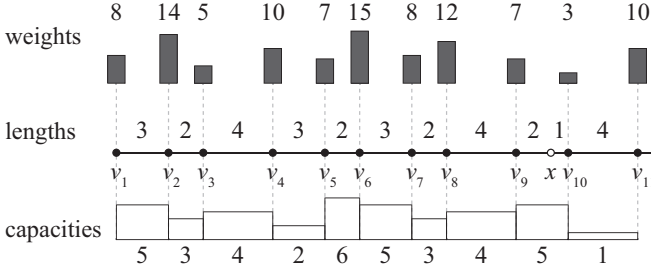 8 14 5 10 7 15 8 12 7 3 10
weights
lengths 3 2 4 3 2 3 2 4 2 1 4
v1 v2 v3 v4 v5 v6 v7 v8 v9 x v10 v1
capacities
5 3 4 2 6 5 3 4 5 1